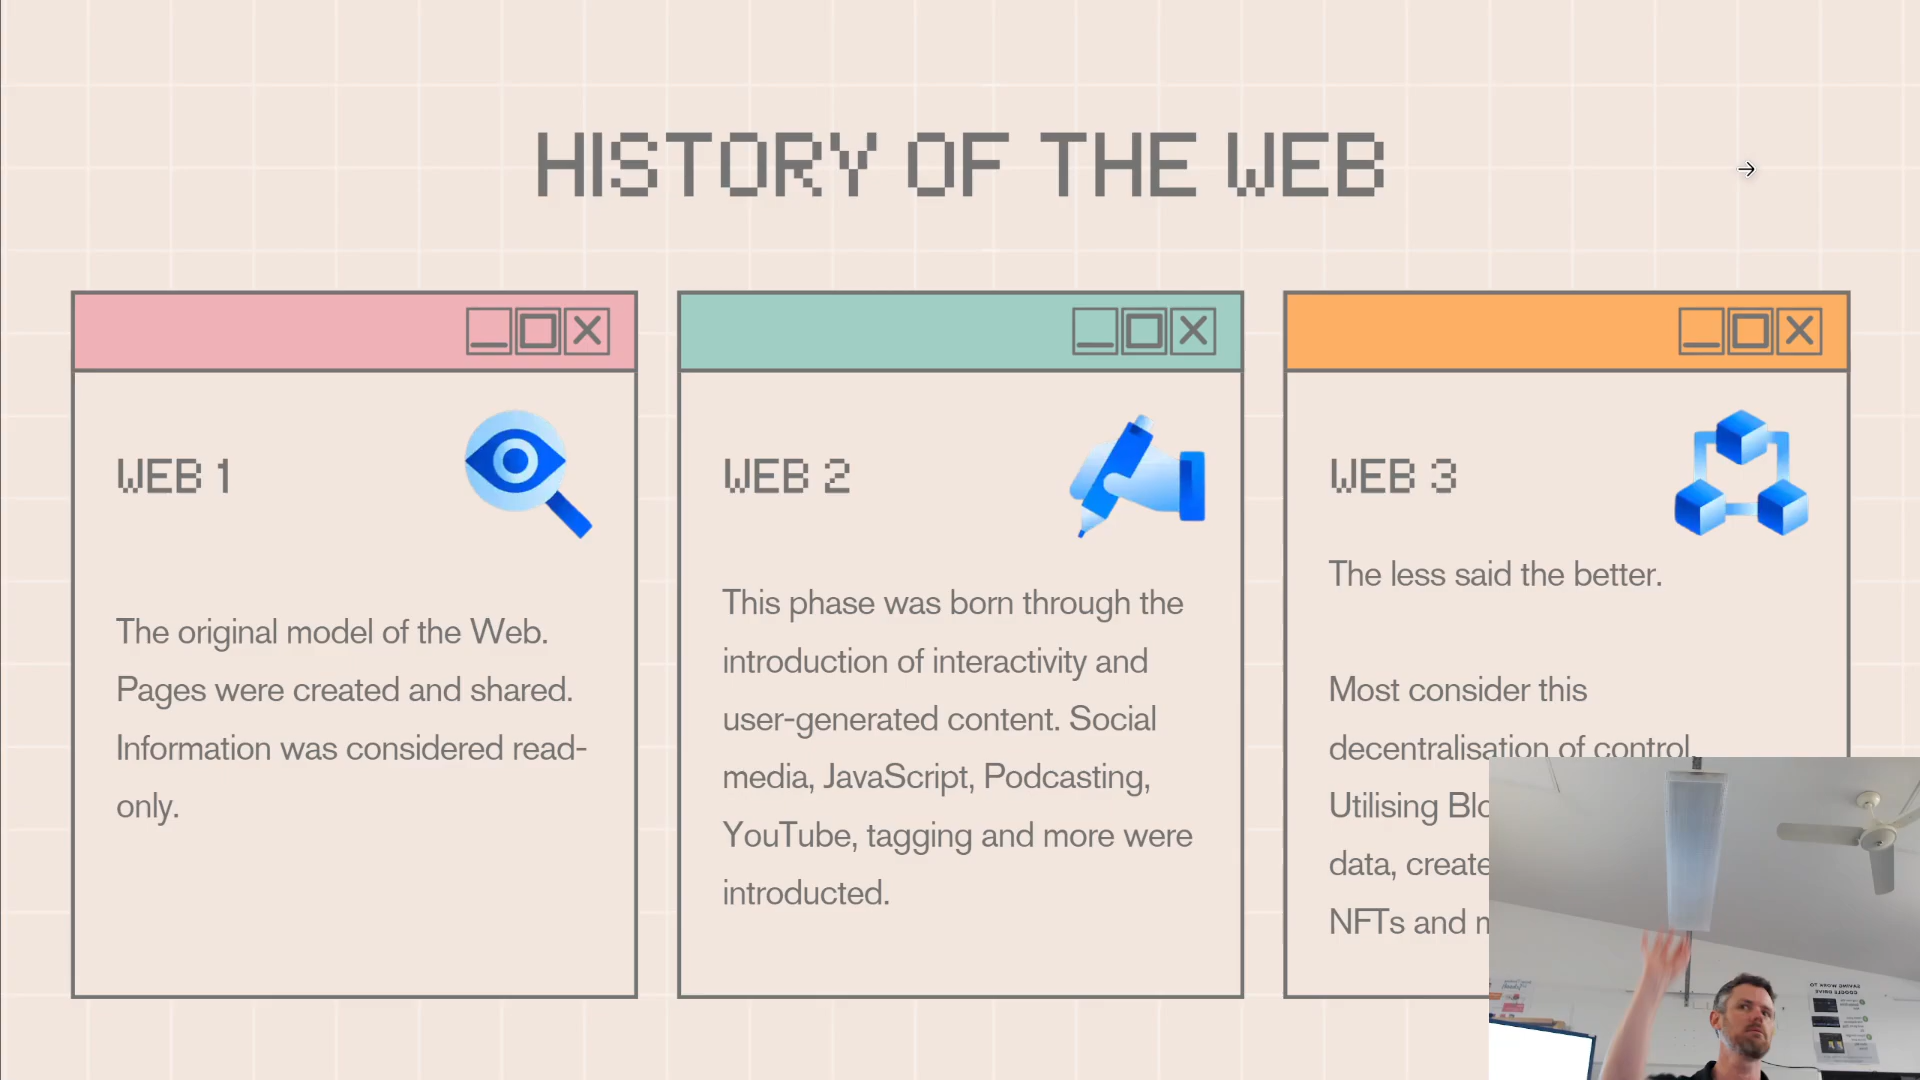 HISTORY OF THE WEB
WEB 1
The original model of the Web.
Pages were created and shared.
Information was considered read-
only.
WEB 2
This phase was born through the
introduction of interactivity and
user-generated content. Social
media, JavaScript, Podcasting,
YouTube, tagging and more were
introducted.
WEB 3
The less said the better.
Most consider this
decentralisation of control.
Utilising
data,
NFTs and